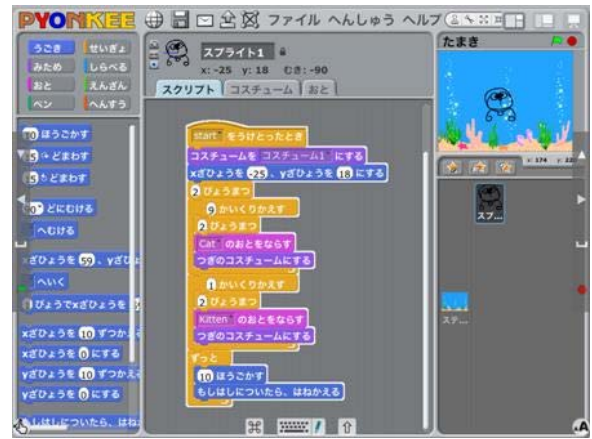 PYONKEE ファイル へんしゅう ヘルプ
うごき せいぎょ
みため しらべる
おと えんざん
ペン へんすう
スプライト1
x: -25 y: 18 むき: -90
スクリプト コスチューム おと
たまき
ほうごかす
どまわす
どまわす
どにむける
へむける
xざひょうを 59 、yざひ
へいく
びょうでxざひょうを
xざひょうを 10 ずつかえ
xざひょうを 0 にする
yざひょうを 10 ずつかえる
yざひょうを 0 にする
もしはしについたら、はね
start をうけとったとき
コスチュームを コスチューム1 にする
xざひょうを -25 、yざひょうを 18 にする
2 びょうまつ
9 かいくりかえす
2 びょうまつ
Cat のおとをならす
つぎのコスチュームにする
1 かいくりかえす
2 びょうまつ
Kitten のおとをならす
つぎのコスチュームにする
ずっと
10 ほうごかす
もしはしについたら、はねかえる
x: 174
スプ...
ステ...